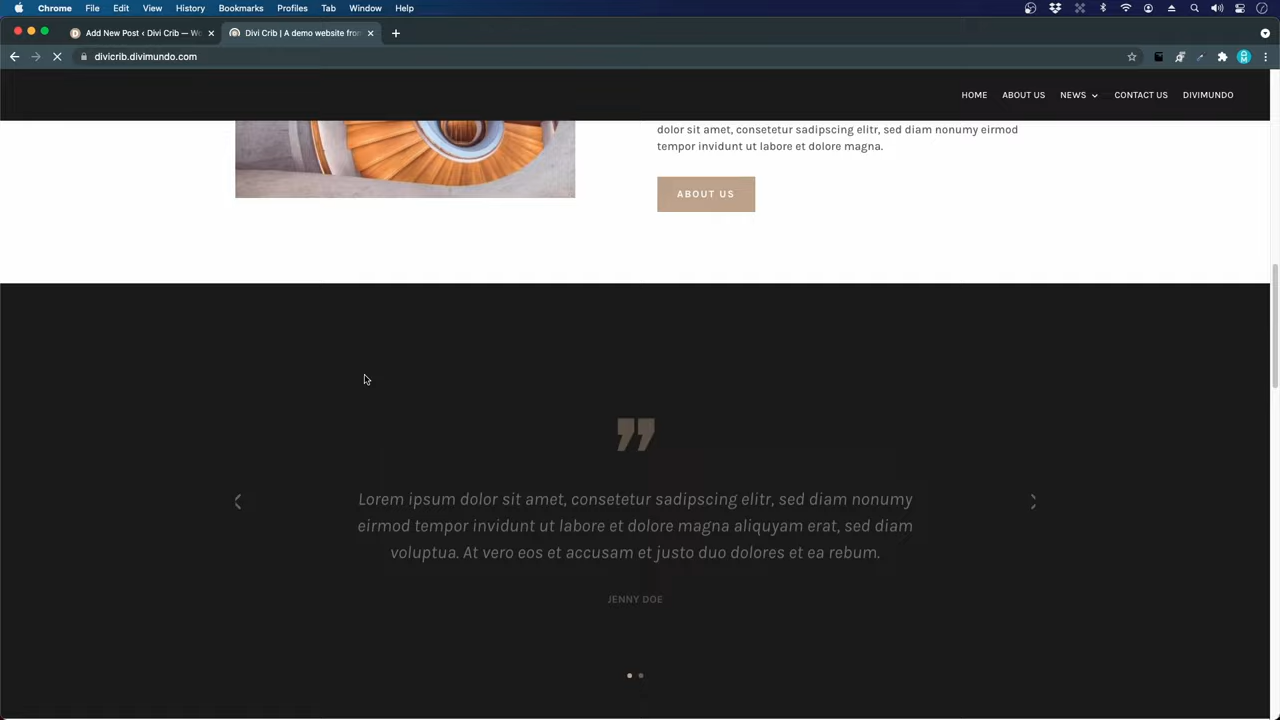 Chrome File Edit View History Bookmarks Profiles Tab Window Help
Add New Post ‹ Divi Crib — Wo
Divi Crib | A demo website from
divicrib.divimundo.com
HOME ABOUT US NEWS CONTACT US DIVIMUNDO
dolor sit amet, consetetur sadipscing elitr, sed diam nonumy eirmod
tempor invidunt ut labore et dolore magna.
ABOUT US
”
Lorem ipsum dolor sit amet, consetetur sadipscing elitr, sed diam nonumy
eirmod tempor invidunt ut labore et dolore magna aliquyam erat, sed diam
voluptua. At vero eos et accusam et justo duo dolores et ea rebum.
JENNY DOE